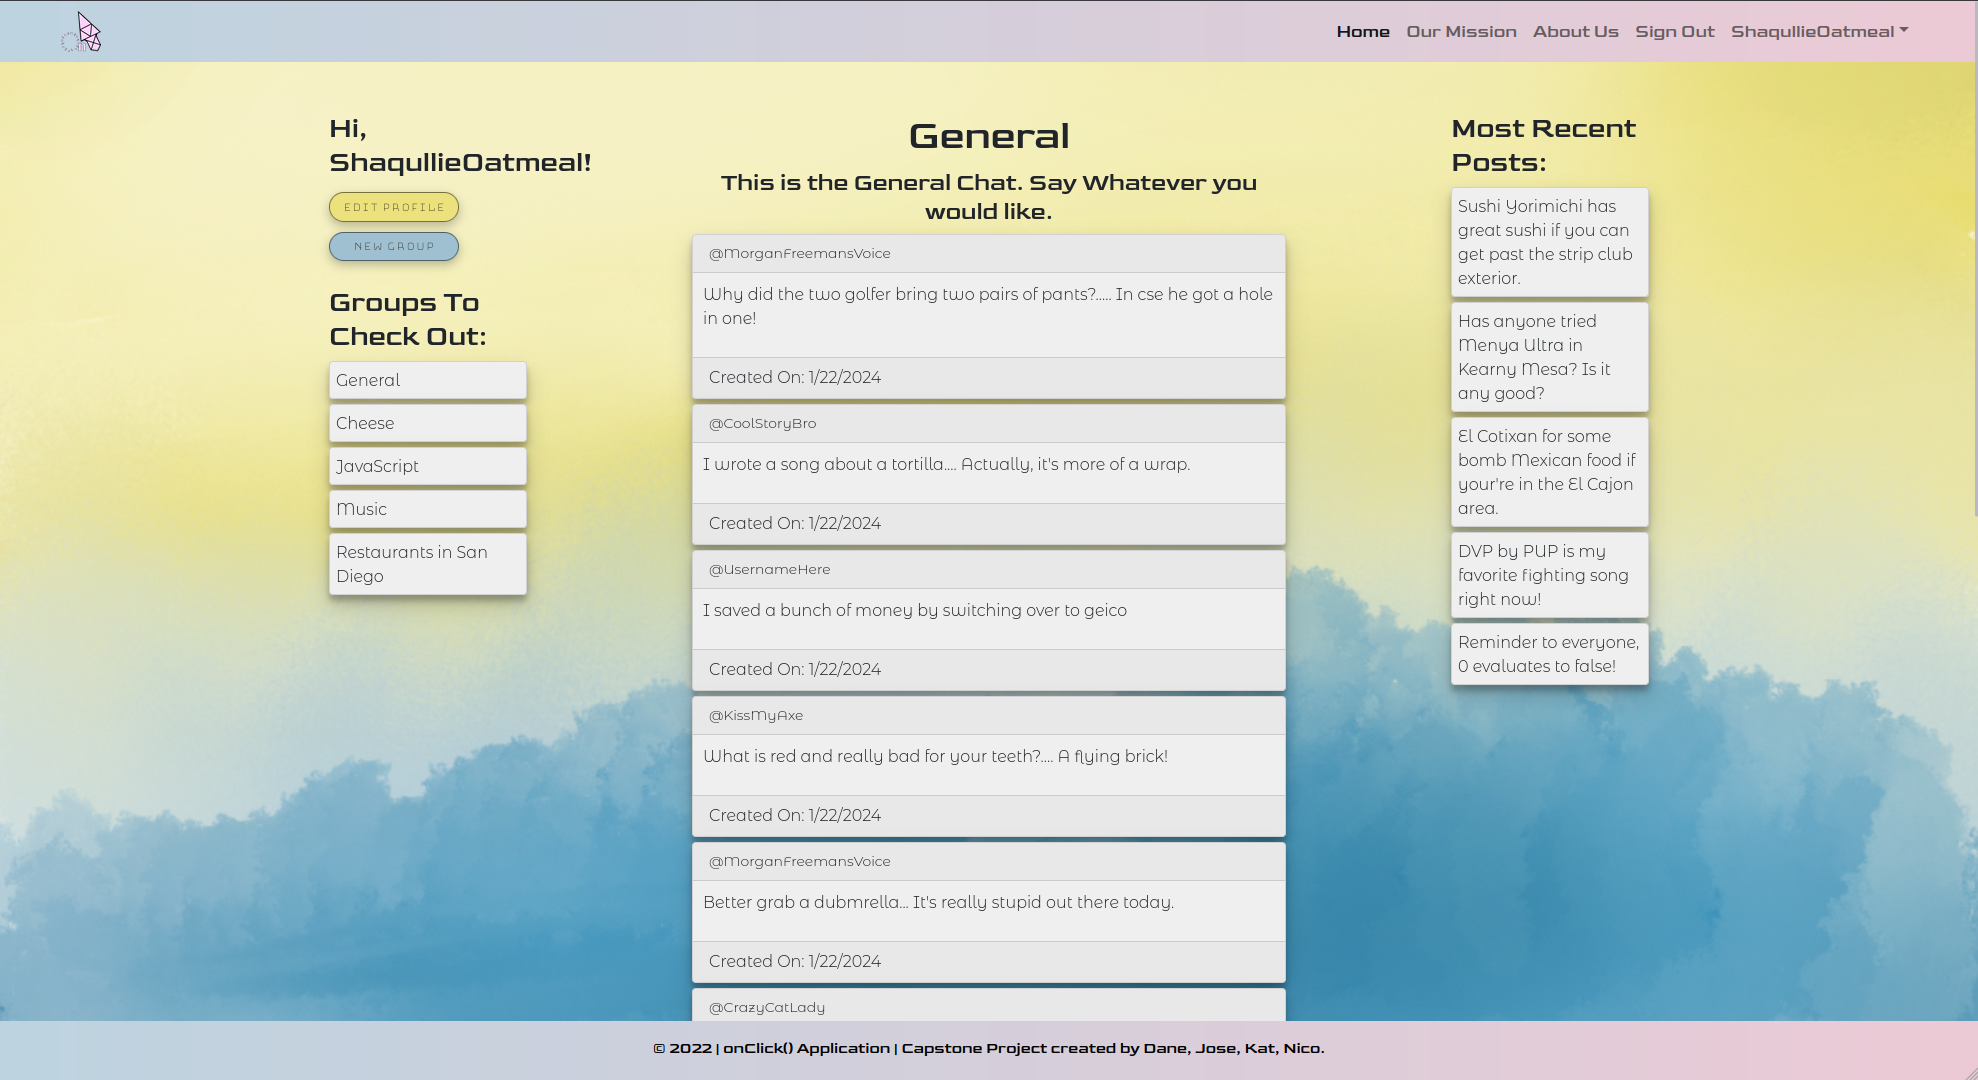 Home Our Mission About Us Sign Out ShaqullieOatmeal
Hi,
ShaqullieOatmeal!
EDIT PROFILE
NEW GROUP
Groups To
Check Out:
General
Cheese
JavaScript
Music
Restaurants in San
Diego
General
This is the General Chat. Say Whatever you
would like.
@MorganFreemansVoice
Why did the two golfer bring two pairs of pants?..... In cse he got a hole
in one!
Created On: 1/22/2024
@CoolStoryBro
I wrote a song about a tortilla.... Actually, it's more of a wrap.
Created On: 1/22/2024
@UsernameHere
I saved a bunch of money by switching over to geico
Created On: 1/22/2024
@KissMyAxe
What is red and really bad for your teeth?.... A flying brick!
Created On: 1/22/2024
@MorganFreemansVoice
Better grab a dubmrella... It's really stupid out there today.
Created On: 1/22/2024
@CrazyCatLady
Most Recent
Posts:
Sushi Yorimichi has
great sushi if you can
get past the strip club
exterior.
Has anyone tried
Menya Ultra in
Kearny Mesa? Is it
any good?
El Cotixan for some
bomb Mexican food if
your're in the El Cajon
area.
DVP by PUP is my
favorite fighting song
right now!
Reminder to everyone,
0 evaluates to false!
© 2022 | onClick() Application | Capstone Project created by Dane, Jose, Kat, Nico.